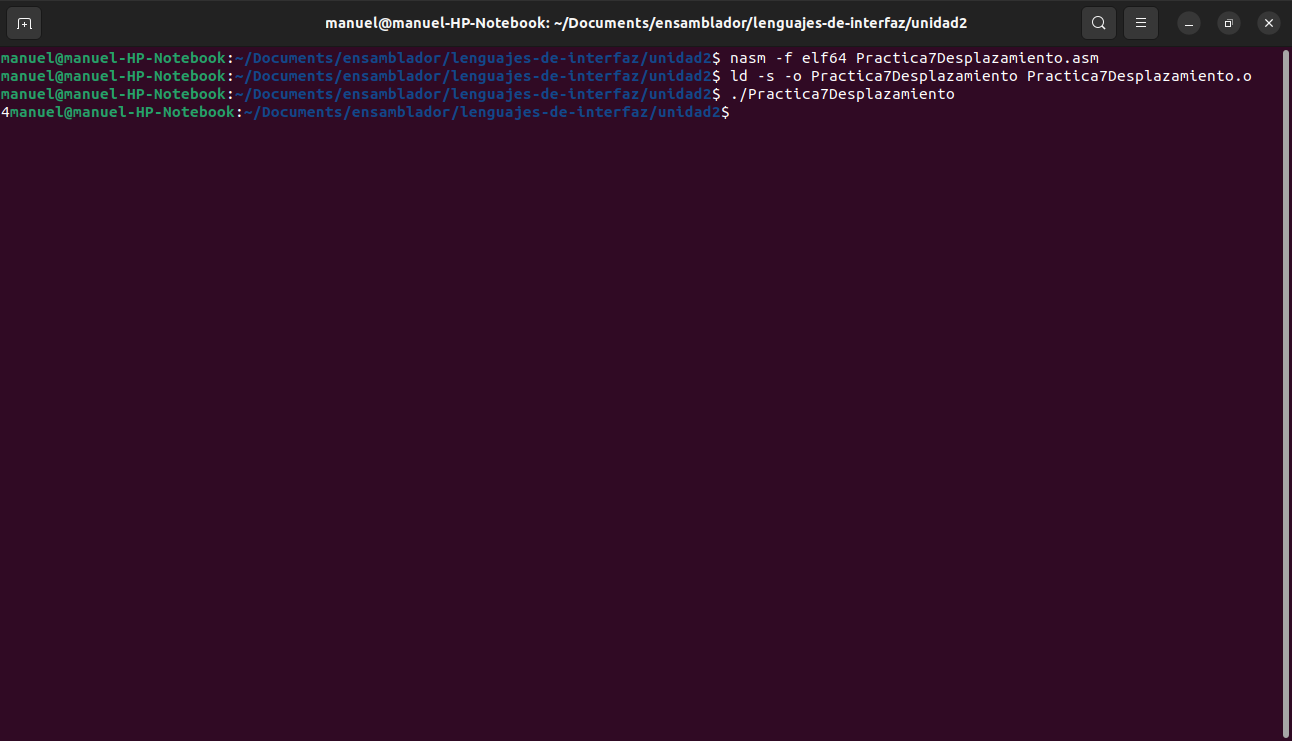 manuel@manuel-HP-Notebook: ~/Documents/ensamblador/lenguajes-de-interfaz/unidad2
manuel@manuel-HP-Notebook:~/Documents/ensamblador/lenguajes-de-interfaz/unidad2$ nasm -f elf64 Practica7Desplazamiento.asm
manuel@manuel-HP-Notebook:~/Documents/ensamblador/lenguajes-de-interfaz/unidad2$ ld -s -o Practica7Desplazamiento Practica7Desplazamiento.o
manuel@manuel-HP-Notebook:~/Documents/ensamblador/lenguajes-de-interfaz/unidad2$ ./Practica7Desplazamiento
4manuel@manuel-HP-Notebook:~/Documents/ensamblador/lenguajes-de-interfaz/unidad2$